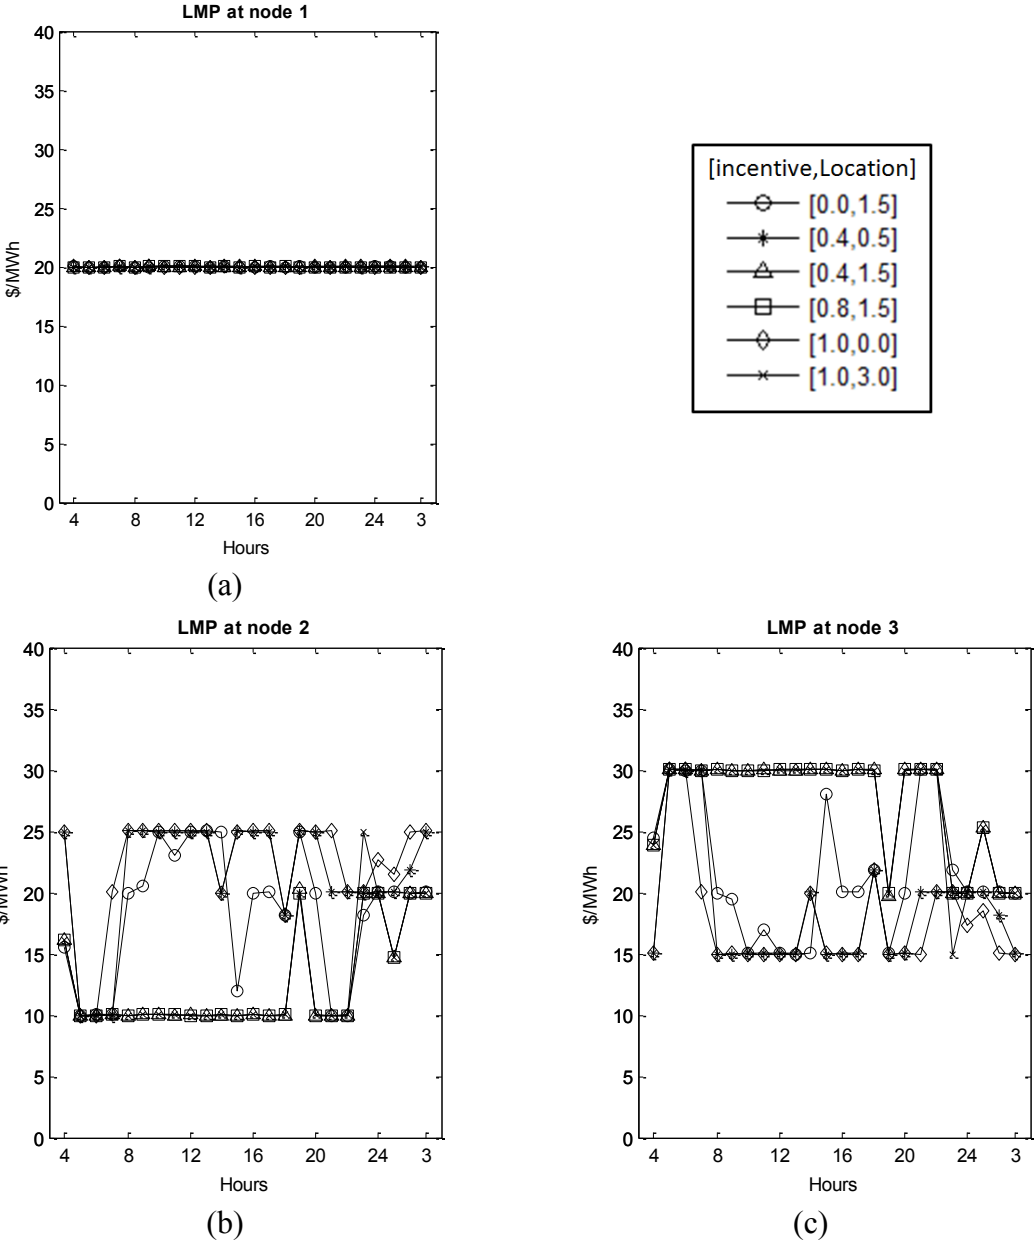 LMP at node 1
40
35
30
25
20
15
10
5
0
$/MWh
4 8 12 16 20 24 3
Hours
(a)
[incentive,Location]
[0.0,1.5]
[0.4,0.5]
[0.4,1.5]
[0.8,1.5]
[1.0,0.0]
[1.0,3.0]
LMP at node 2
40
35
30
25
20
15
10
5
0
$/MWh
4 8 12 16 20 24 3
Hours
(b)
LMP at node 3
40
35
30
25
20
15
10
5
0
$/MWh
4 8 12 16 20 24 3
Hours
(c)